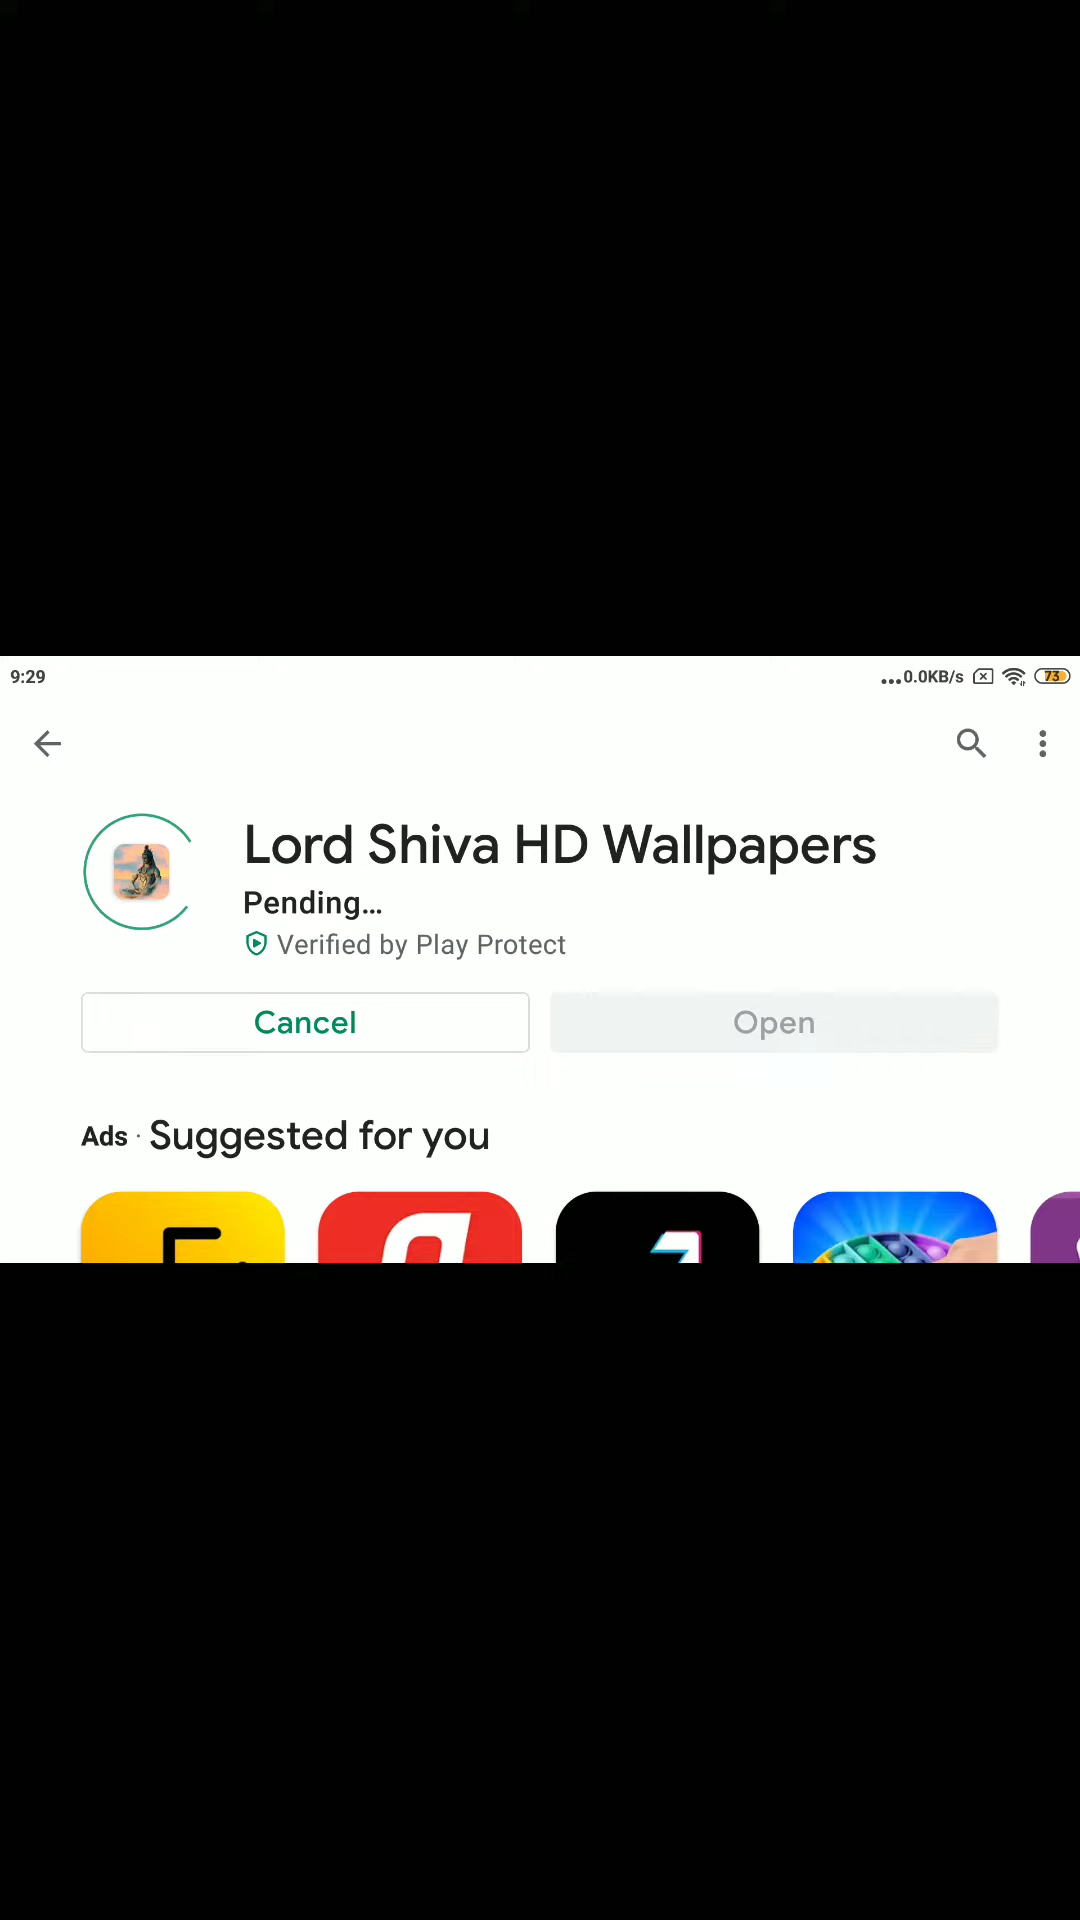 9:29
...0.0KB/s
73
Lord Shiva HD Wallpapers
Pending...
Verified by Play Protect
Cancel
Open
Ads · Suggested for you